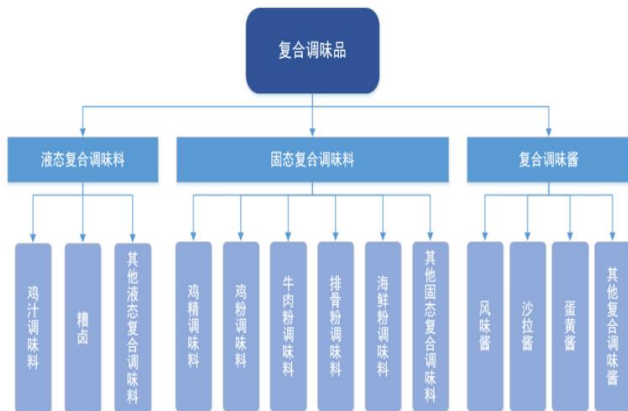 复合调味品
液态复合调味料
固态复合调味料
复合调味酱
鸡汁调味料
糟卤
其他液态复合调味料
鸡精调味料
鸡粉调味料
牛肉粉调味料
排骨粉调味料
海鲜粉调味料
其他固态复合调味料
风味酱
沙拉酱
蛋黄酱
其他复合调味酱